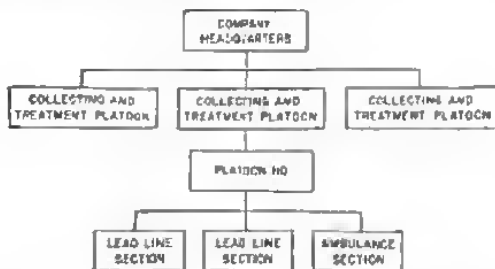 COMPANY
HEADQUARTERS
COLLECTING AND
TREATMENT PLATOON
COLLECTING AND
TREATMENT PLATOON
COLLECTING AND
TREATMENT PLATOON
PLATOON HQ
LEAD LINE
SECTION
LEAD LINE
SECTION
AMBULANCE
SECTION